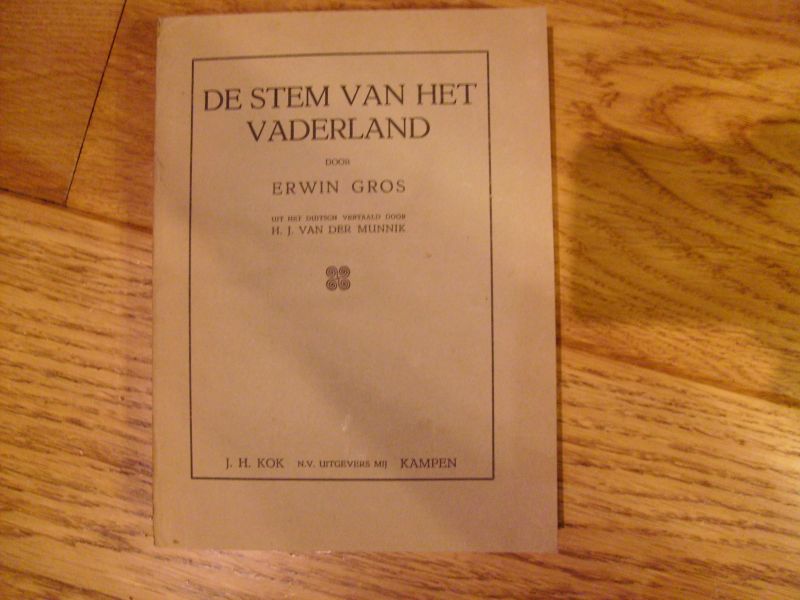 DE STEM VAN HET
VADERLAND
DOOR
ERWIN GROS
UIT HET DUITSCH VERTAALD DOOR
H. J. VAN DER MUNNIK
J. H. KOK N.V. UITGEVERS MIJ KAMPEN